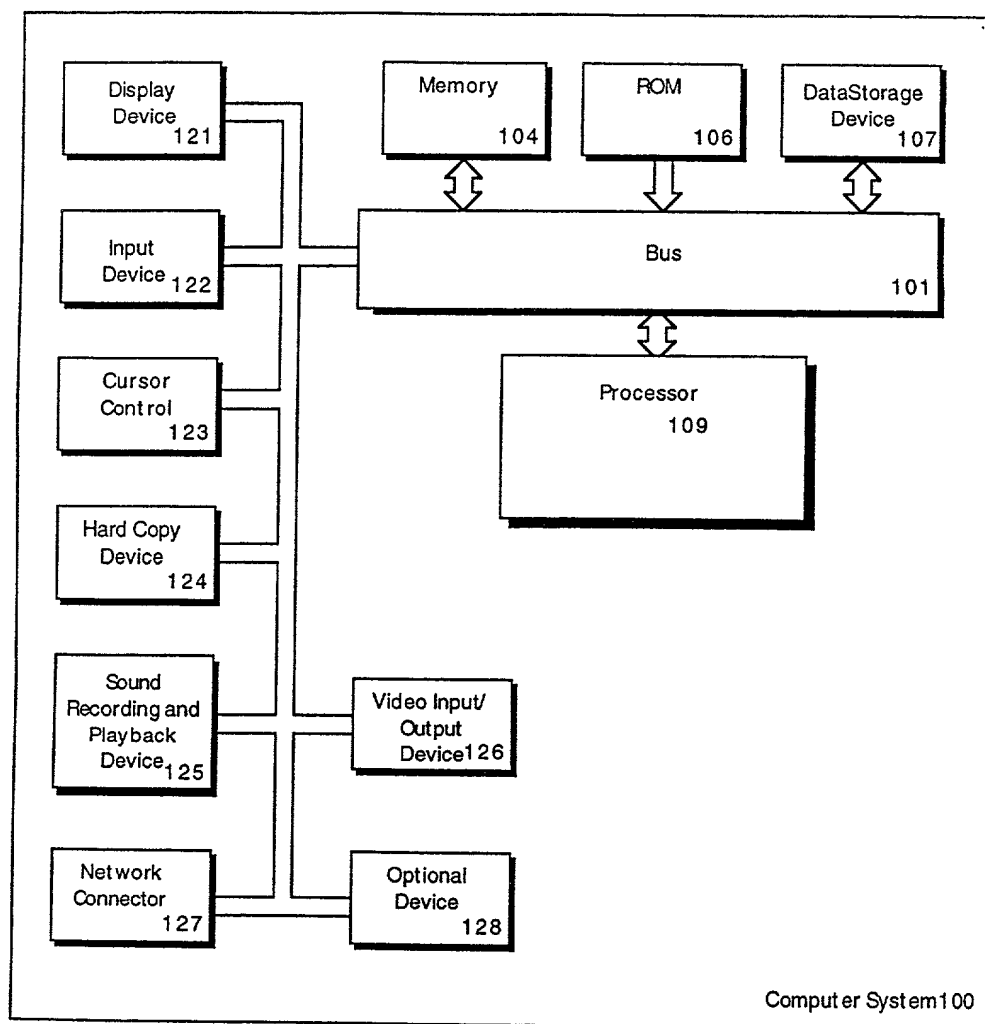 Display
Device
121
Memory
104
ROM
106
DataStorage
Device
107
Input
Device
122
Bus
101
Cursor
Control
123
Processor
109
Hard Copy
Device
124
Sound
Recording and
Playback
Device
125
Video Input/
Output
Device126
Network
Connector
127
Optional
Device
128
Computer System100